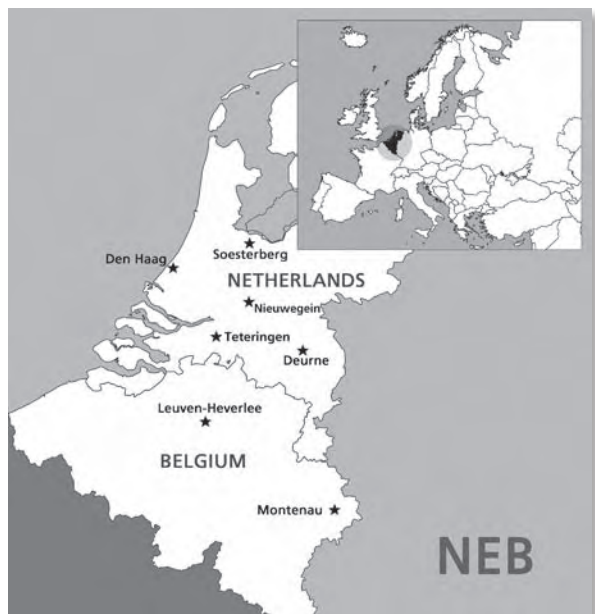 Den Haag
Soesterberg
NETHERLANDS
Nieuwegein
Teteringen
Deurne
Leuven-Heverlee
BELGIUM
Montenau
NEB